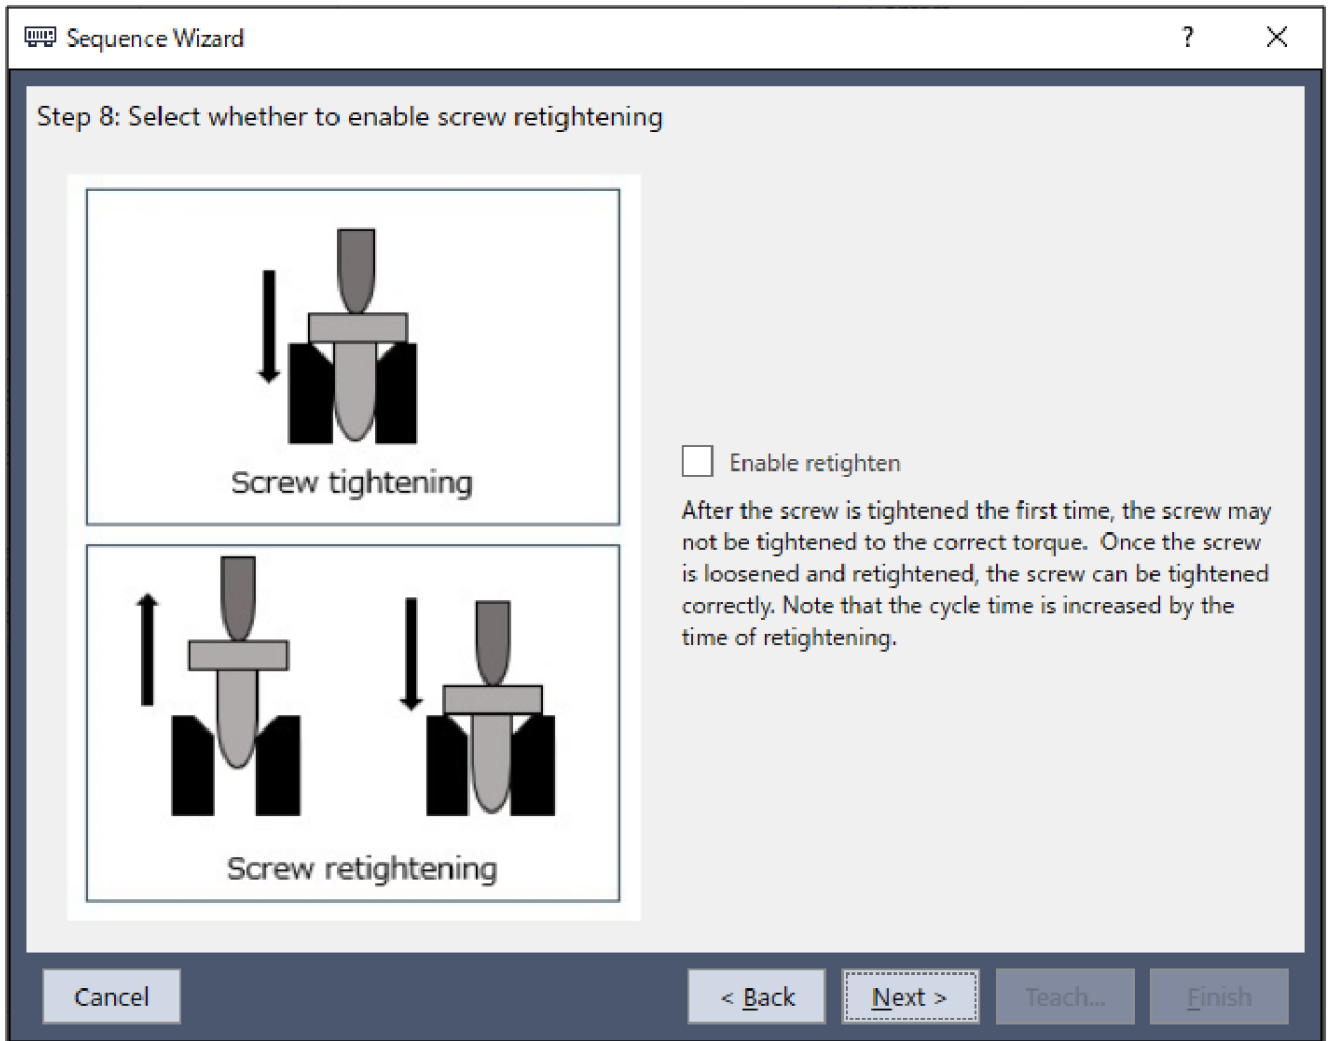 Sequence Wizard
?
Step 8: Select whether to enable screw retightening
Screw tightening
Screw retightening
Enable retighten
After the screw is tightened the first time, the screw may
not be tightened to the correct torque.  Once the screw
is loosened and retightened, the screw can be tightened
correctly. Note that the cycle time is increased by the
time of retightening.
Cancel
< Back
Next >
Teach...
Finish